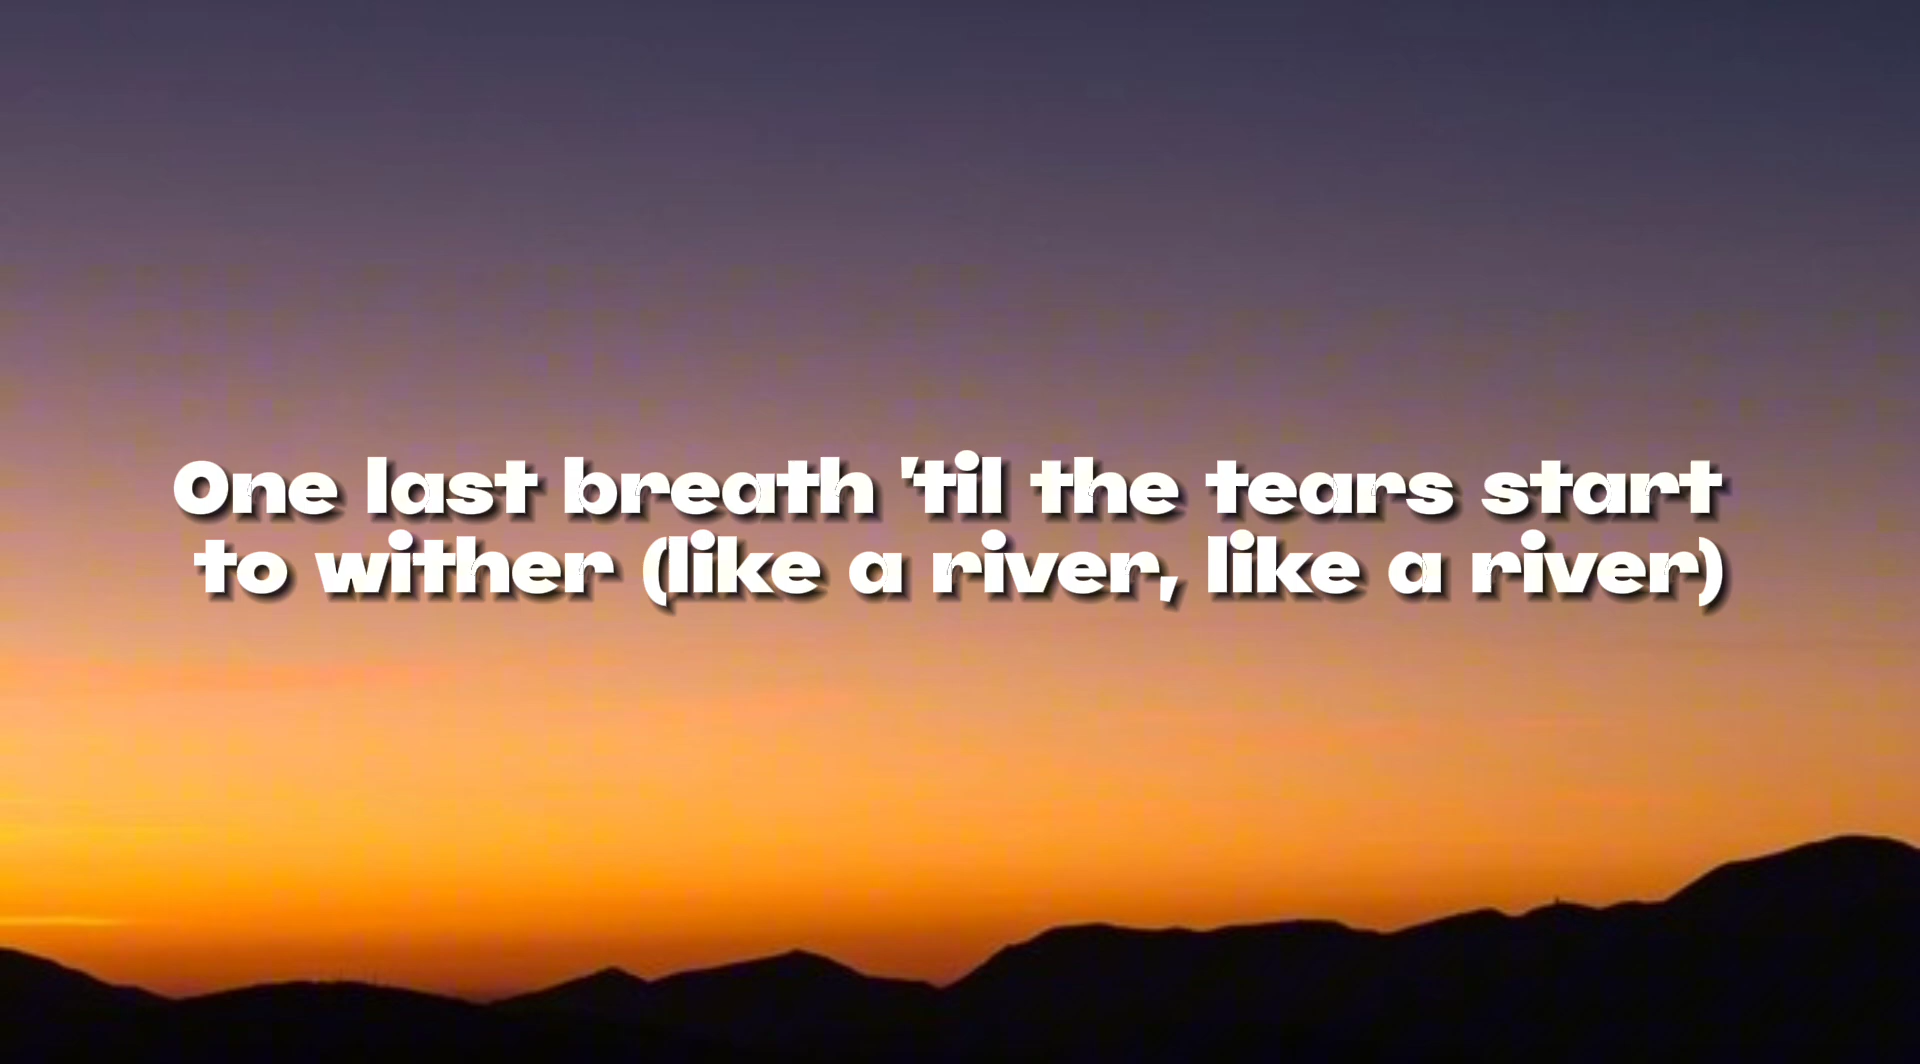 One last breath 'til the tears start
to wither (like a river, like a river)